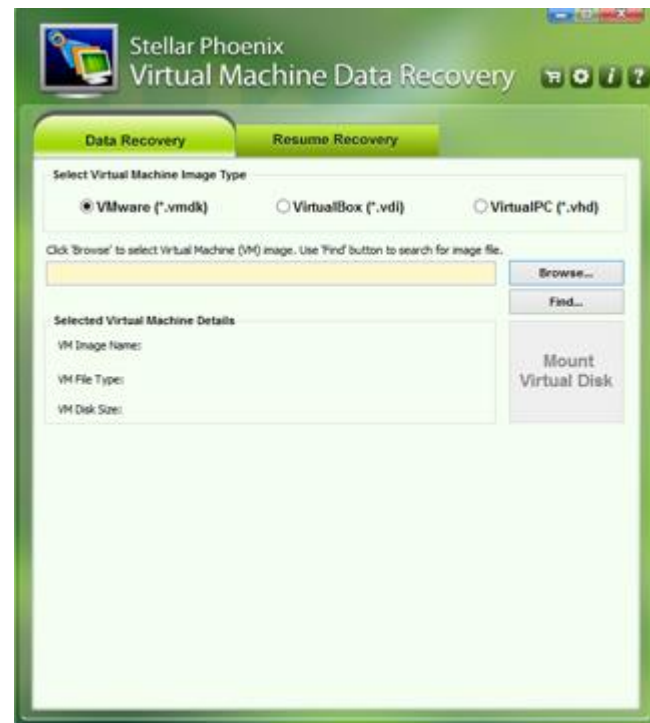 Stellar Phoenix
Virtual Machine Data Recovery
Data Recovery
Resume Recovery
Select Virtual Machine Image Type
VMware (*.vmdk)
VirtualBox (*.vdi)
VirtualPC (*.vhd)
Click 'Browse' to select Virtual Machine (VM) image. Use 'Find' button to search for image file.
Browse...
Find...
Selected Virtual Machine Details
VM Image Name:
VM File Type:
VM Disk Size:
Mount
Virtual Disk